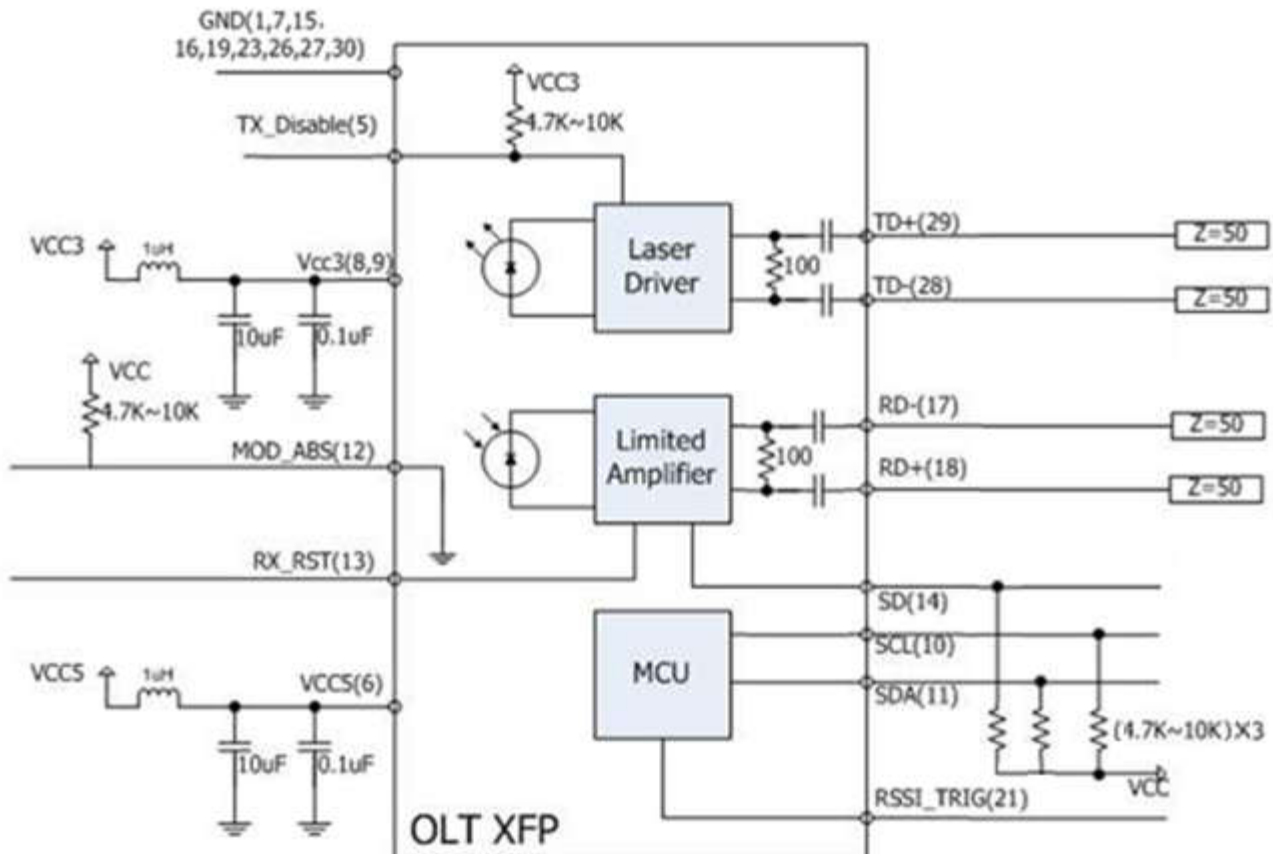 GND(1,7,15,
16,19,23,26,27,30)
VCC3
4.7K~10K
TX_Disable(5)
TD+(29)
Z=50
Laser
Driver
100
VCC3
1uH
Vcc3(8,9)
TD-(28)
Z=50
10uF
0.1uF
VCC
4.7K~10K
RD-(17)
Z=50
Limited
Amplifier
100
MOD_ABS(12)
RD+(18)
Z=50
RX_RST(13)
SD(14)
SCL(10)
MCU
VCC5
1uH
VCC5(6)
SDA(11)
(4.7K~10K)X3
10uF
0.1uF
VCC
RSSI_TRIG(21)
OLT XFP